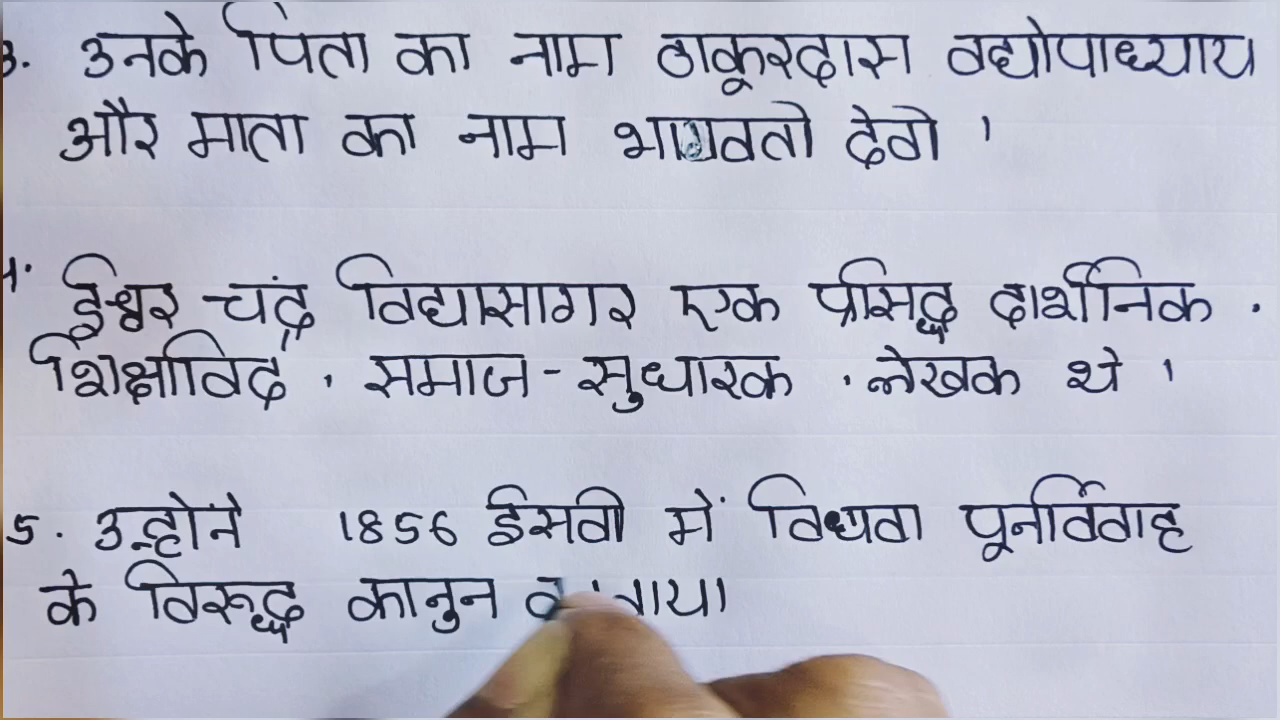 3. उनके पिता का नाम ठाकूरदास वद्योपाध्याय
और माता का नाम भागवती देवी ।
4. ईश्वर चंद्र विद्यासागर एक प्रसिद्ध दार्शनिक .
शिक्षाविद , समाज-सुधारक , लेखक थे ।
5. उन्होने 1856 ईसवी में विधवा पूनर्विवाह
के विरूद्ध कानुन